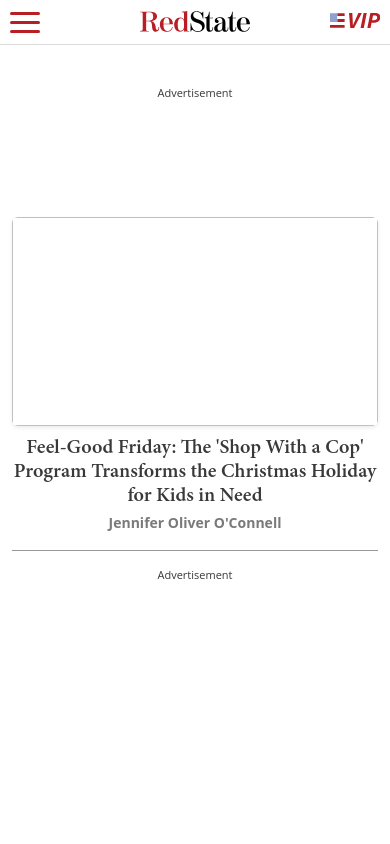 RedState
VIP
Advertisement
Feel-Good Friday: The 'Shop With a Cop'
Program Transforms the Christmas Holiday
for Kids in Need
Jennifer Oliver O'Connell
Advertisement